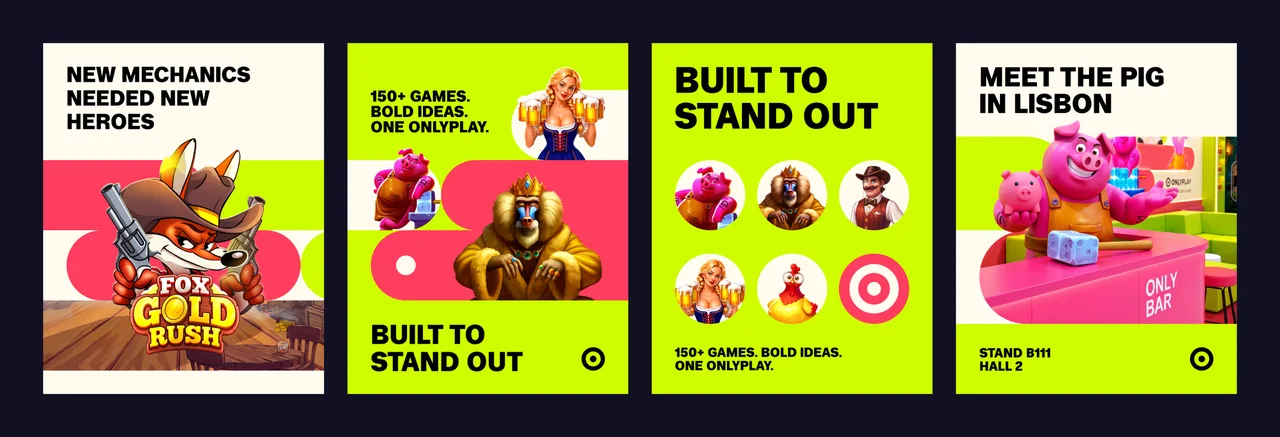 NEW MECHANICS
NEEDED NEW
HEROES
FOX
GOLD
RUSH
150+ GAMES.
BOLD IDEAS.
ONE ONLYPLAY.
BUILT TO
STAND OUT
BUILT TO
STAND OUT
150+ GAMES. BOLD IDEAS.
ONE ONLYPLAY.
MEET THE PIG
IN LISBON
ONLYPLAY
ONLY
BAR
STAND B111
HALL 2